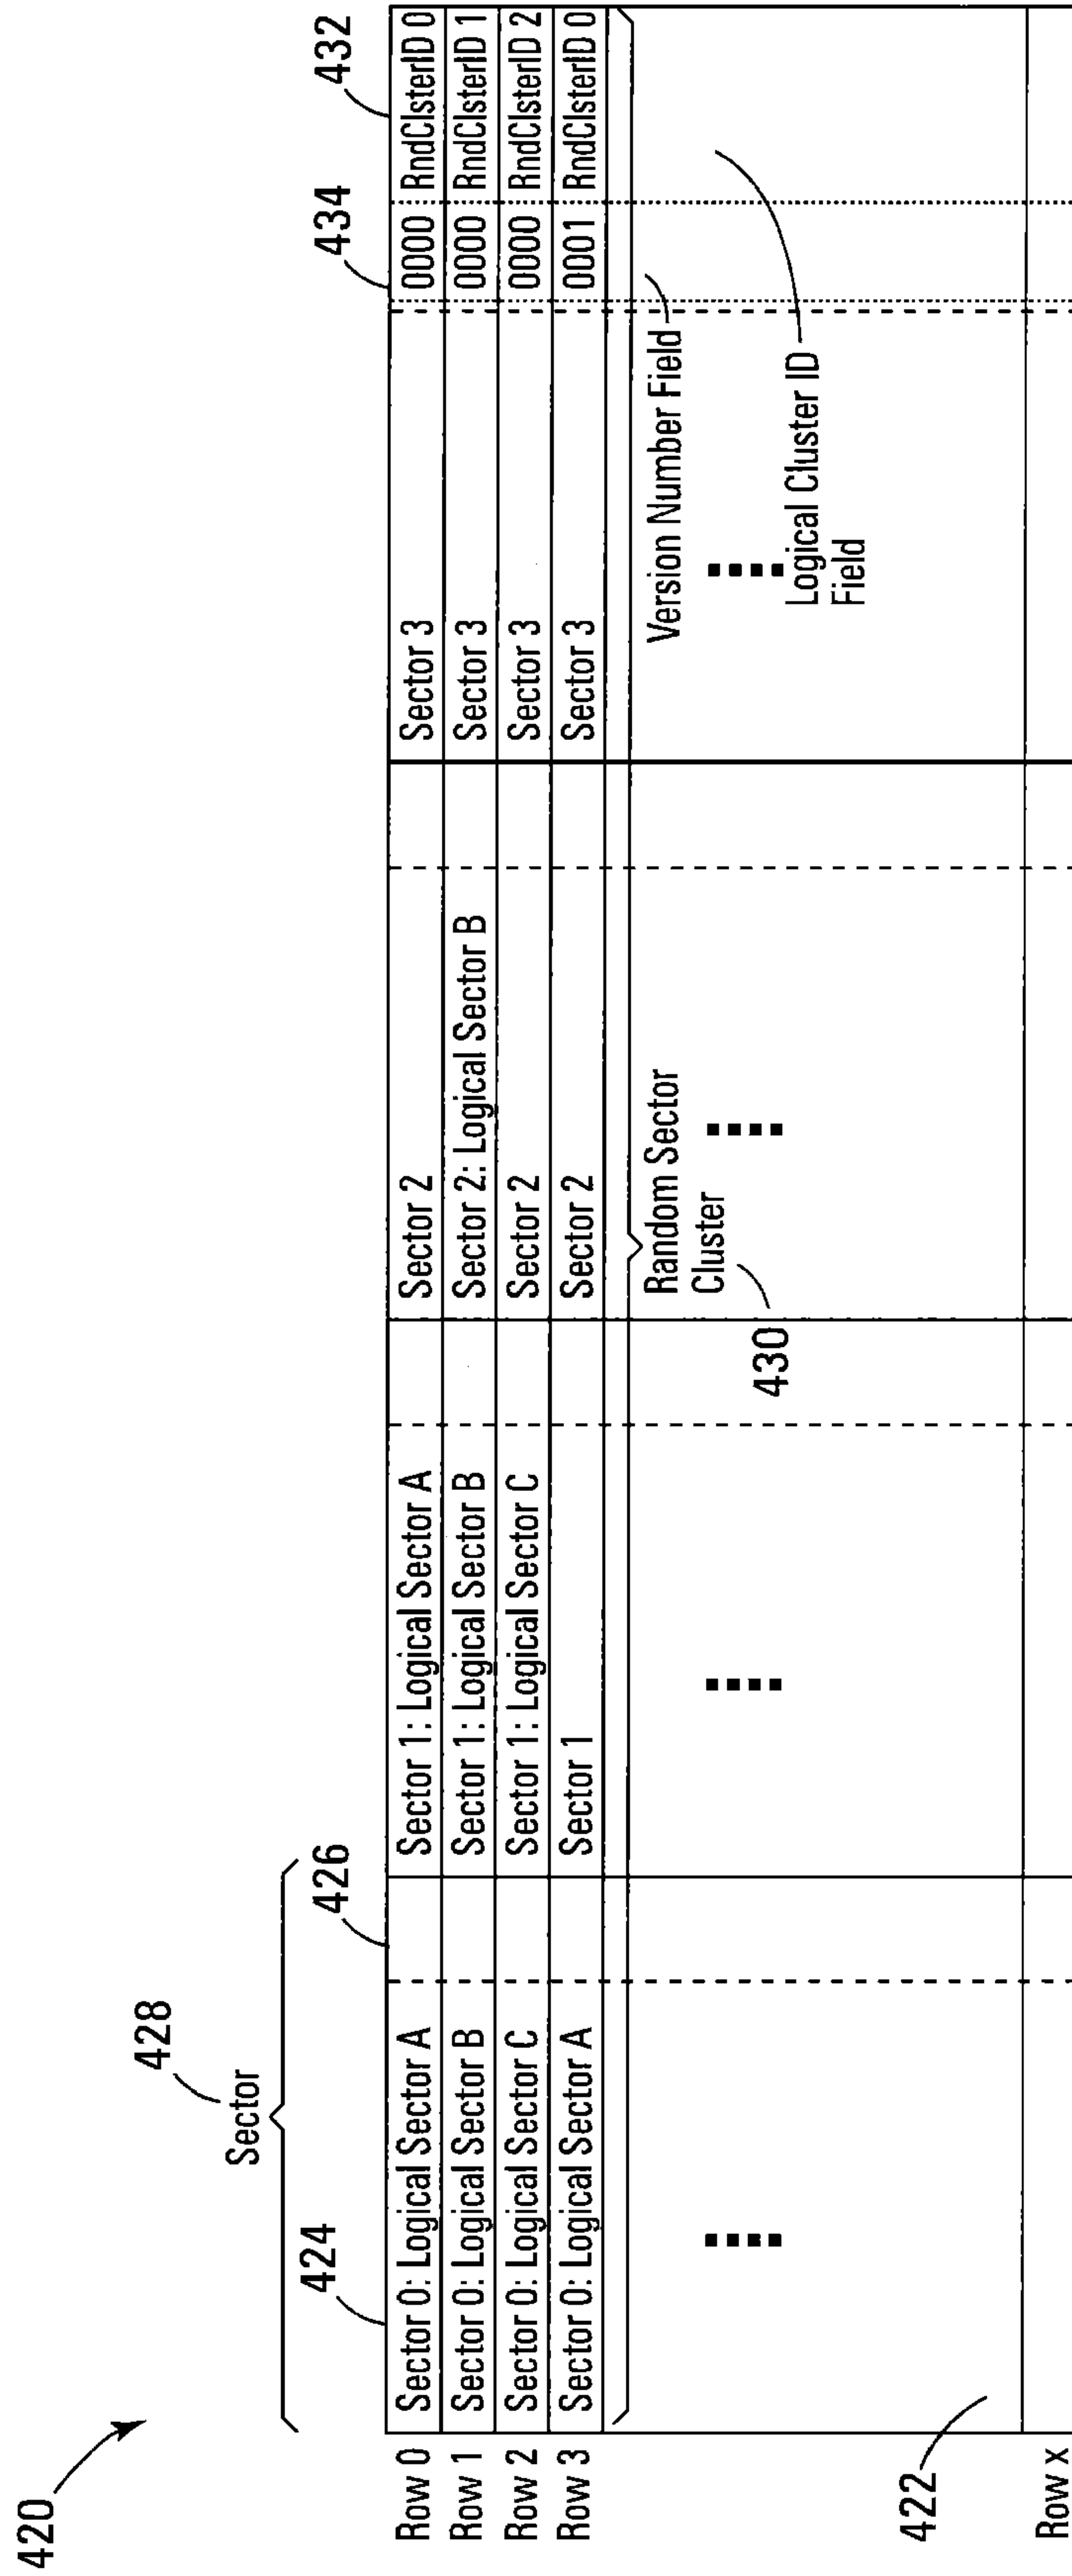 420
428
Sector
424
426
434
432
Row 0 Sector 0: Logical Sector A Sector 1: Logical Sector A Sector 2 Sector 3 0000 RndClsterID 0
Row 1 Sector 0: Logical Sector B Sector 1: Logical Sector B Sector 2: Logical Sector B Sector 3 0000 RndClsterID 1
Row 2 Sector 0: Logical Sector C Sector 1: Logical Sector C Sector 2 Sector 3 0000 RndClsterID 2
Row 3 Sector 0: Logical Sector A Sector 1 Sector 2 Sector 3 0001 RndClsterID 0
Random Sector
Cluster
430
Version Number Field
Logical Cluster ID
Field
422
Row x